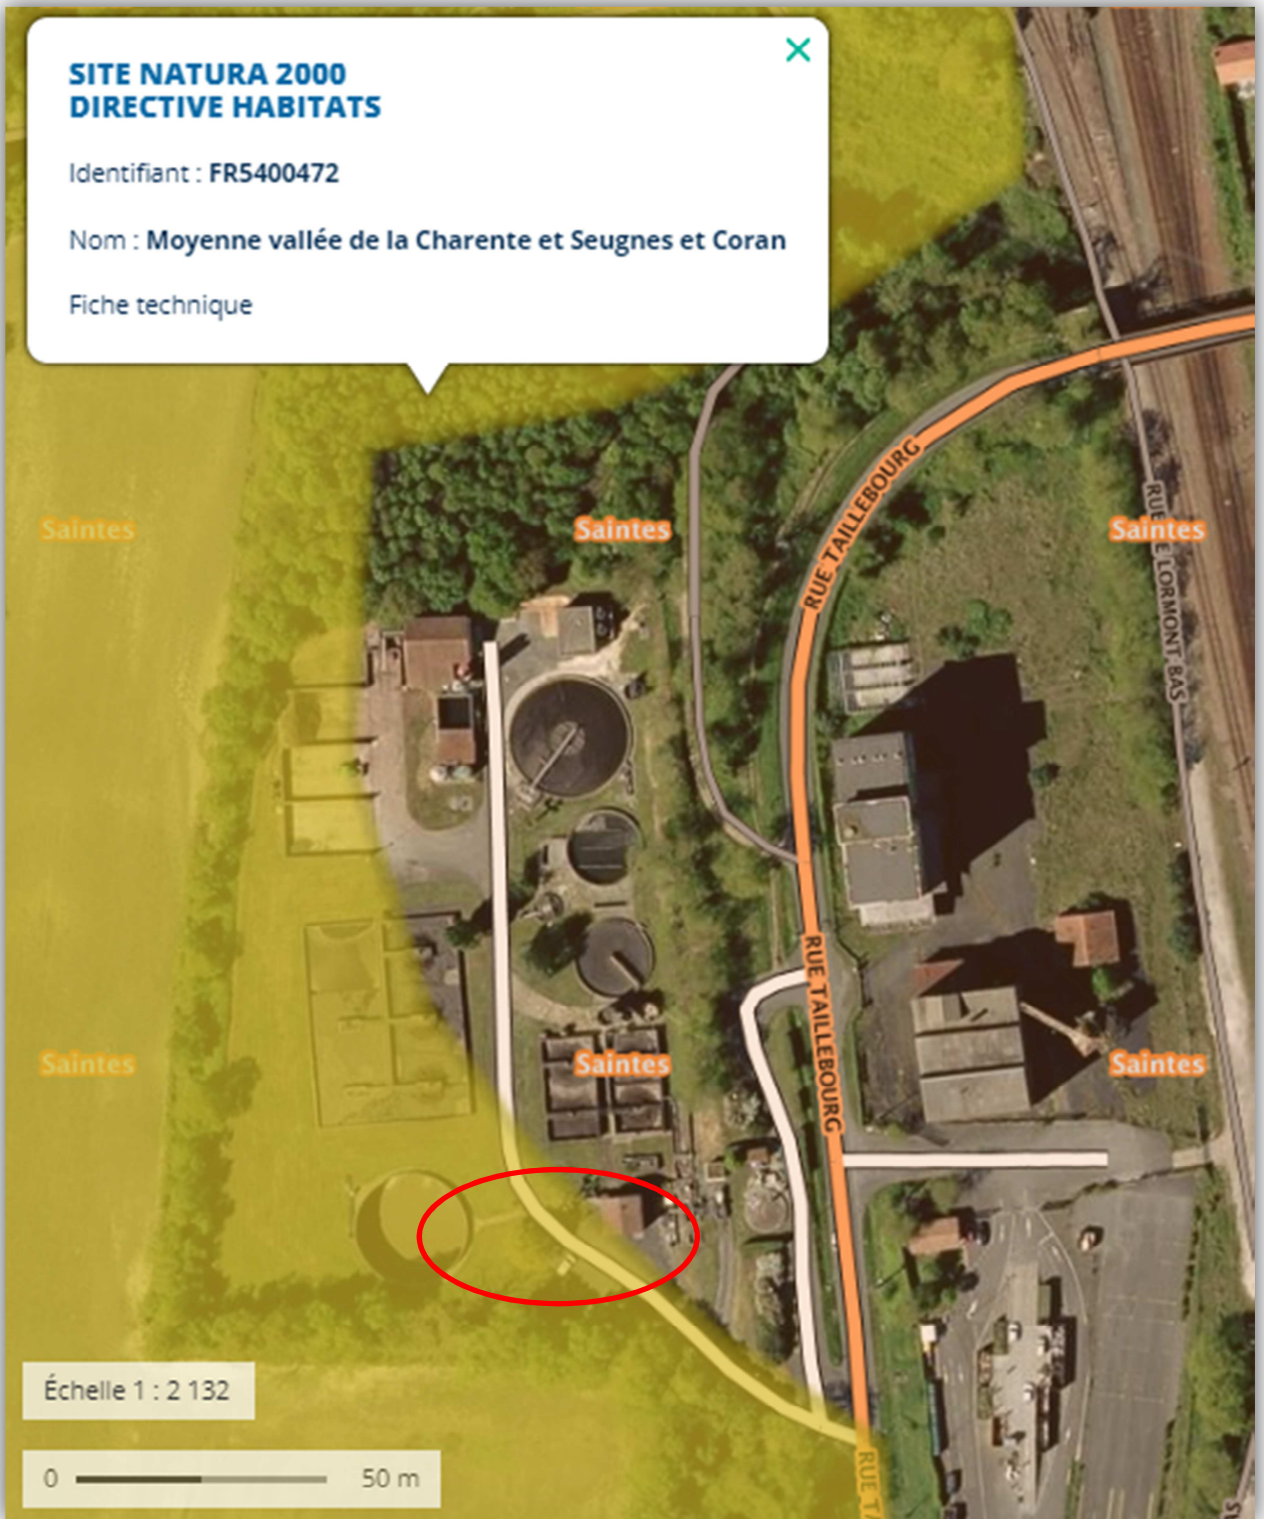 SITE NATURA 2000
DIRECTIVE HABITATS
Identifiant : FR5400472
Nom : Moyenne vallée de la Charente et Seugnes et Coran
Fiche technique
RUE TAILLEBOURG
Saintes
Saintes
Saintes
RUE E LORMONT BAS
RUE TAILLEBOURG
Saintes
Saintes
Saintes
Échelle 1 : 2 132
0 50 m
RUE T